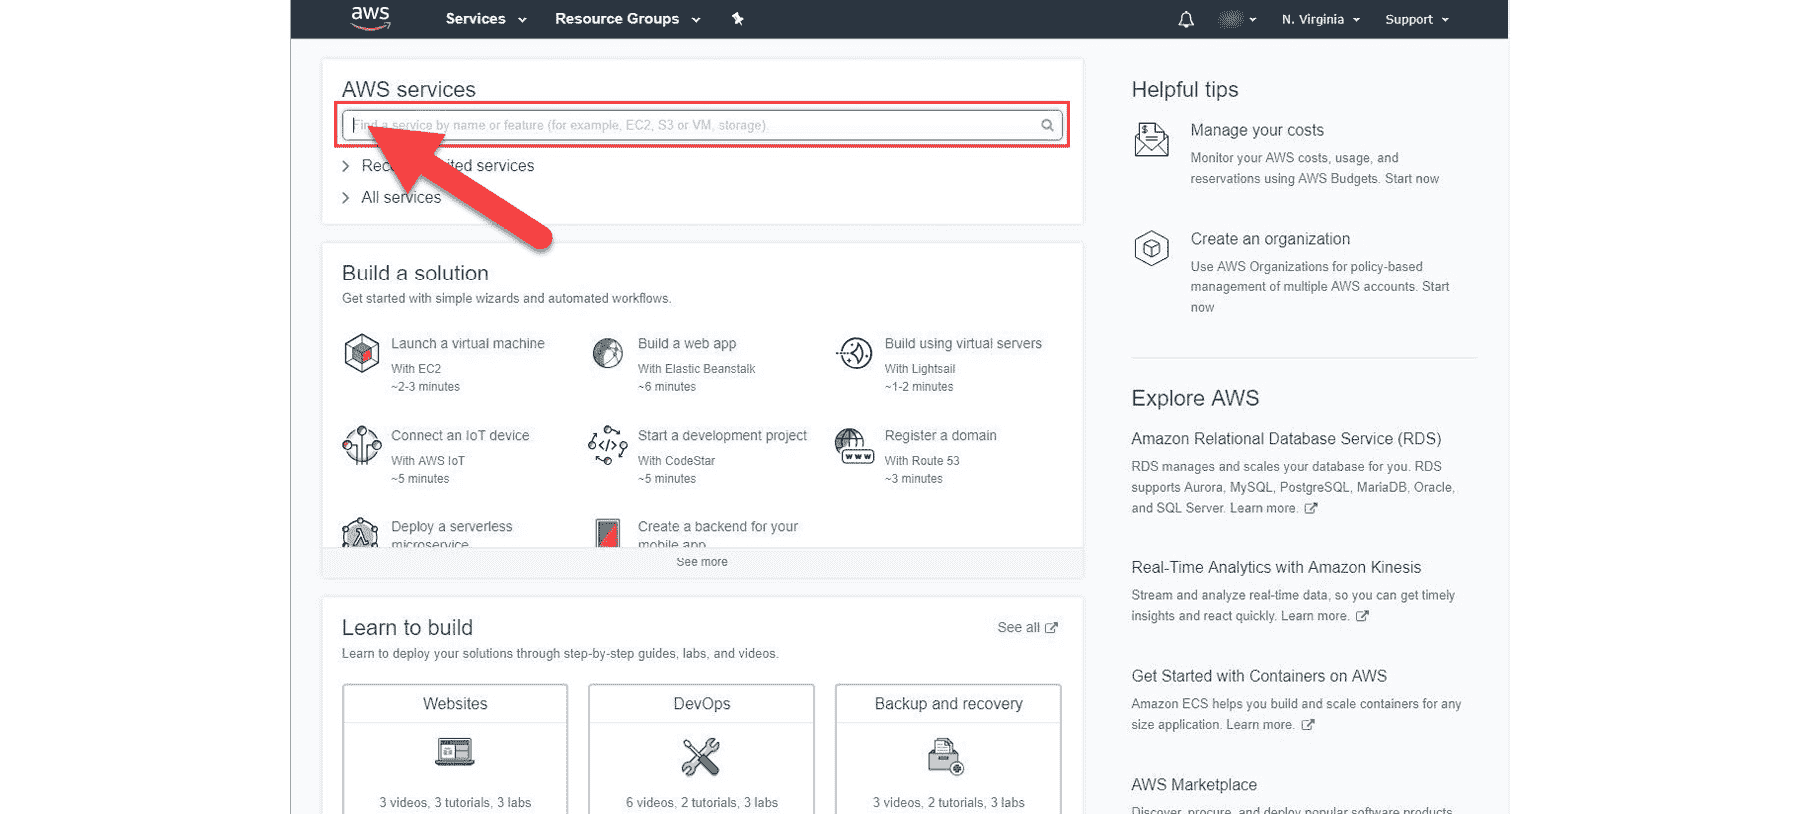 aws
Services
Resource Groups
N. Virginia
Support
AWS services
Find a service by name or feature (for example, EC2, S3 or VM, storage).
services
All services
Build a solution
Get started with simple wizards and automated workflows.
Launch a virtual machine
With EC2
~2-3 minutes
Build a web app
With Elastic Beanstalk
~6 minutes
Build using virtual servers
With Lightsail
~1-2 minutes
Connect an IoT device
With AWS IoT
~5 minutes
Start a development project
With CodeStar
~5 minutes
Register a domain
With Route 53
~3 minutes
www
Deploy a serverless
microservice
Create a backend for your
mobile app
See more
Learn to build
See all
Learn to deploy your solutions through step-by-step guides, labs, and videos.
Websites
3 videos, 3 tutorials, 3 labs
DevOps
6 videos, 2 tutorials, 3 labs
Backup and recovery
3 videos, 2 tutorials, 3 labs
Helpful tips
Manage your costs
Monitor your AWS costs, usage, and
reservations using AWS Budgets. Start now
Create an organization
Use AWS Organizations for policy-based
management of multiple AWS accounts. Start
now
Explore AWS
Amazon Relational Database Service (RDS)
RDS manages and scales your database for you. RDS
supports Aurora, MySQL, PostgreSQL, MariaDB, Oracle,
and SQL Server. Learn more.
Real-Time Analytics with Amazon Kinesis
Stream and analyze real-time data, so you can get timely
insights and react quickly. Learn more.
Get Started with Containers on AWS
Amazon ECS helps you build and scale containers for any
size application. Learn more.
AWS Marketplace
Discover, procure, and deploy popular software products